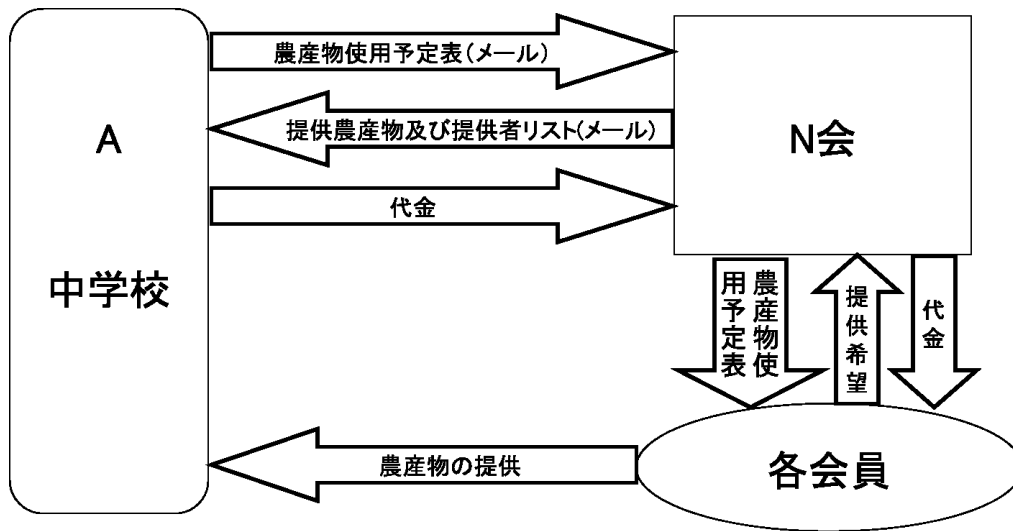 農産物使用予定表(メール)
A
中学校
提供農産物及び提供者リスト(メール)
N会
代金
農産物使
用予定表
提供希望
代金
農産物の提供
各会員